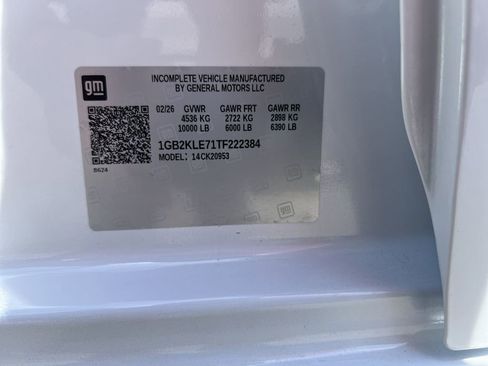 gm
INCOMPLETE VEHICLE MANUFACTURED
BY GENERAL MOTORS LLC
02/26 GVWR GAWR FRT GAWR RR
4536 KG 2722 KG 2898 KG
10000 LB 6000 LB 6390 LB
1GB2KLE71TF222384
MODEL: 14CK20953
B624